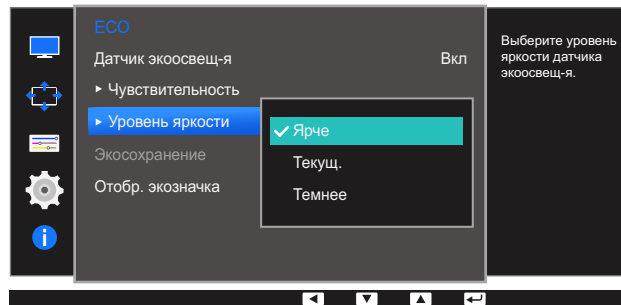 ECO
Датчик экоосвещ-я Вкл
▸ Чувствительность
▸ Уровень яркости
Экосохранение
Отобр. экозначка
✓ Ярче
Текущ.
Темнее
Выберите уровень
яркости датчика
экоосвещ-я.